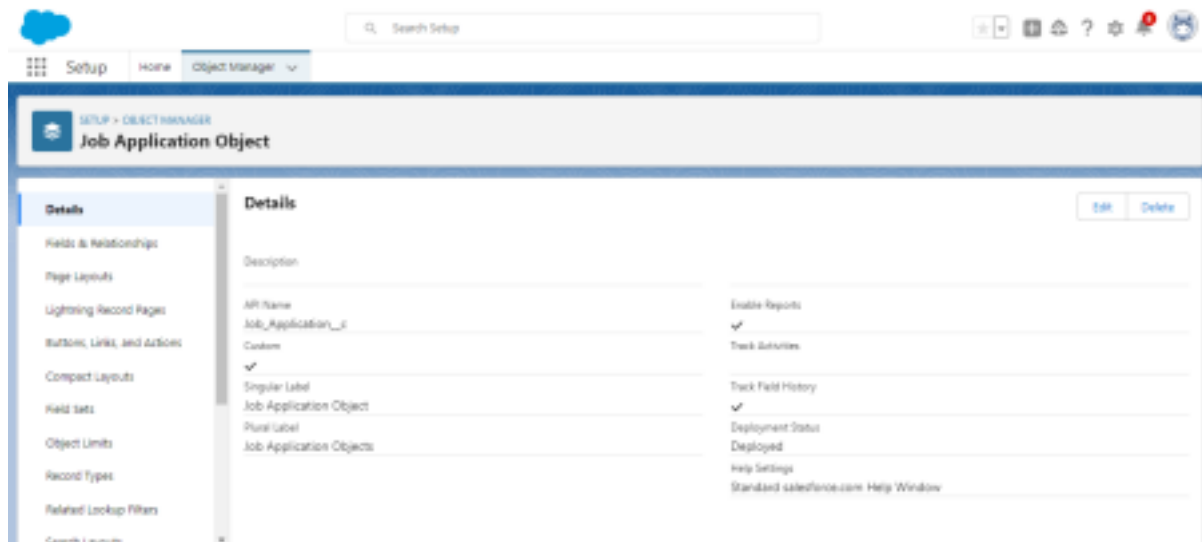 Search Setup
Setup
Home
Object Manager
SETUP > OBJECT MANAGER
Job Application Object
Details
Fields & Relationships
Page Layouts
Lightning Record Pages
Buttons, Links, and Actions
Compact Layouts
Field Sets
Object Limits
Record Types
Related Lookup Filters
Search Layouts
Details
Edit
Delete
Description
API Name
Job_Application__c
Custom
Singular Label
Job Application Object
Plural Label
Job Application Objects
Enable Reports
Track Activities
Track Field History
Deployment Status
Deployed
Help Settings
Standard salesforce.com Help Window